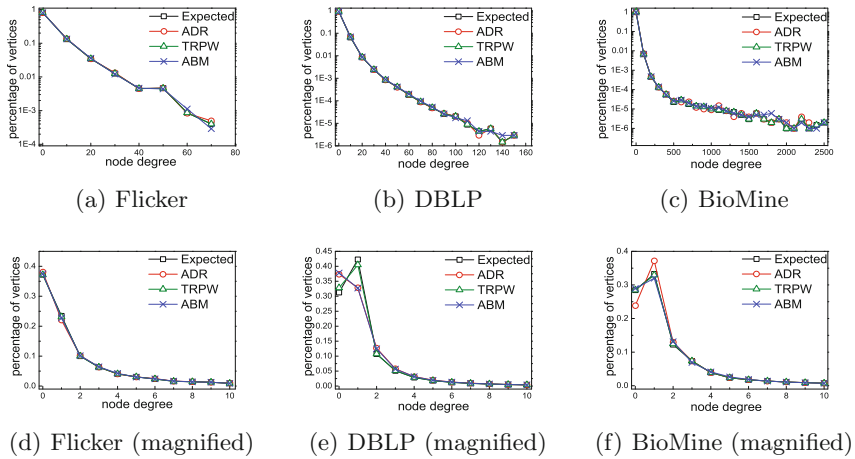 percentage of vertices
1
0.1
0.01
1E-3
1E-4
0 20 40 60 80
node degree
Expected
ADR
TRPW
ABM
(a) Flicker
percentage of vertices
1
0.1
0.01
1E-3
1E-4
1E-5
1E-6
0 20 40 60 80 100 120 140 160
node degree
Expected
ADR
TRPW
ABM
(b) DBLP
percentage of vertices
1
0.1
0.01
1E-3
1E-4
1E-5
1E-6
0 500 1000 1500 2000 2500
node degree
Expected
ADR
TRPW
ABM
(c) BioMine
percentage of vertices
0.4
0.3
0.2
0.1
0.0
0 2 4 6 8 10
node degree
Expected
ADR
TRPW
ABM
(d) Flicker (magnified)
percentage of vertices
0.45
0.40
0.35
0.30
0.25
0.20
0.15
0.10
0.05
0.00
0 2 4 6 8 10
node degree
Expected
ADR
TRPW
ABM
(e) DBLP (magnified)
percentage of vertices
0.4
0.3
0.2
0.1
0.0
0 2 4 6 8 10
node degree
Expected
ADR
TRPW
ABM
(f) BioMine (magnified)